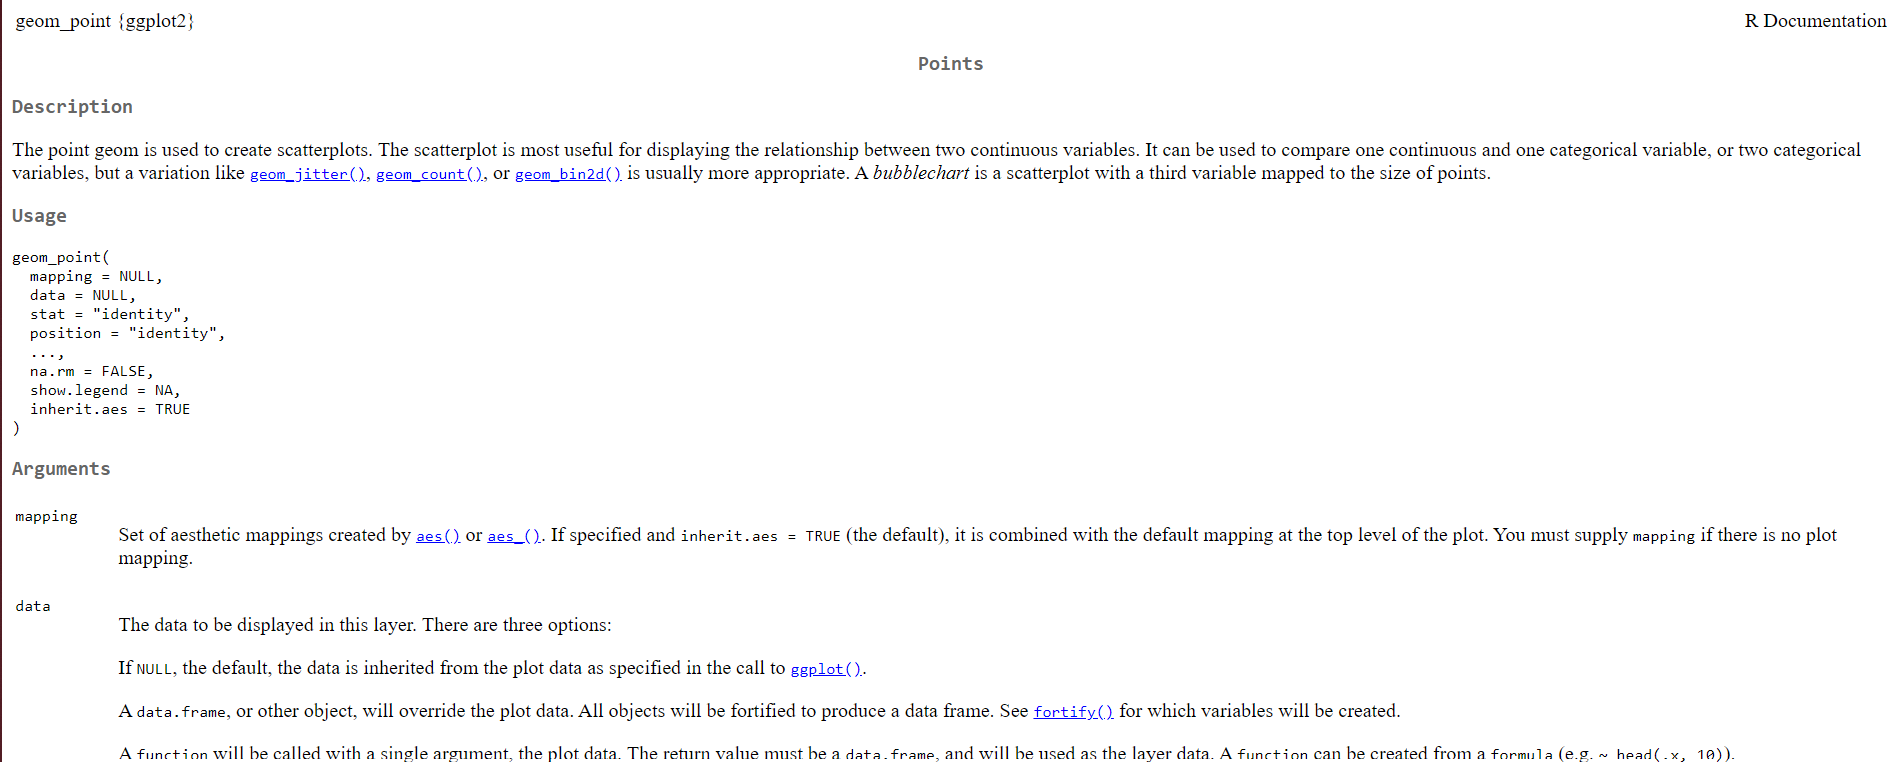 geom_point {ggplot2}
R Documentation
Points
Description
The point geom is used to create scatterplots. The scatterplot is most useful for displaying the relationship between two continuous variables. It can be used to compare one continuous and one categorical variable, or two categorical
variables, but a variation like geom_jitter(), geom_count(), or geom_bin2d() is usually more appropriate. A bubblechart is a scatterplot with a third variable mapped to the size of points.
Usage
geom_point(
  mapping = NULL,
  data = NULL,
  stat = "identity",
  position = "identity",
  ...,
  na.rm = FALSE,
  show.legend = NA,
  inherit.aes = TRUE
)
Arguments
mapping
Set of aesthetic mappings created by aes() or aes_(). If specified and inherit.aes = TRUE (the default), it is combined with the default mapping at the top level of the plot. You must supply mapping if there is no plot
mapping.
data
The data to be displayed in this layer. There are three options:
If NULL, the default, the data is inherited from the plot data as specified in the call to ggplot().
A data.frame, or other object, will override the plot data. All objects will be fortified to produce a data frame. See fortify() for which variables will be created.
A function will be called with a single argument, the plot data. The return value must be a data.frame, and will be used as the layer data. A function can be created from a formula (e.g. ~ head(.x, 10)).